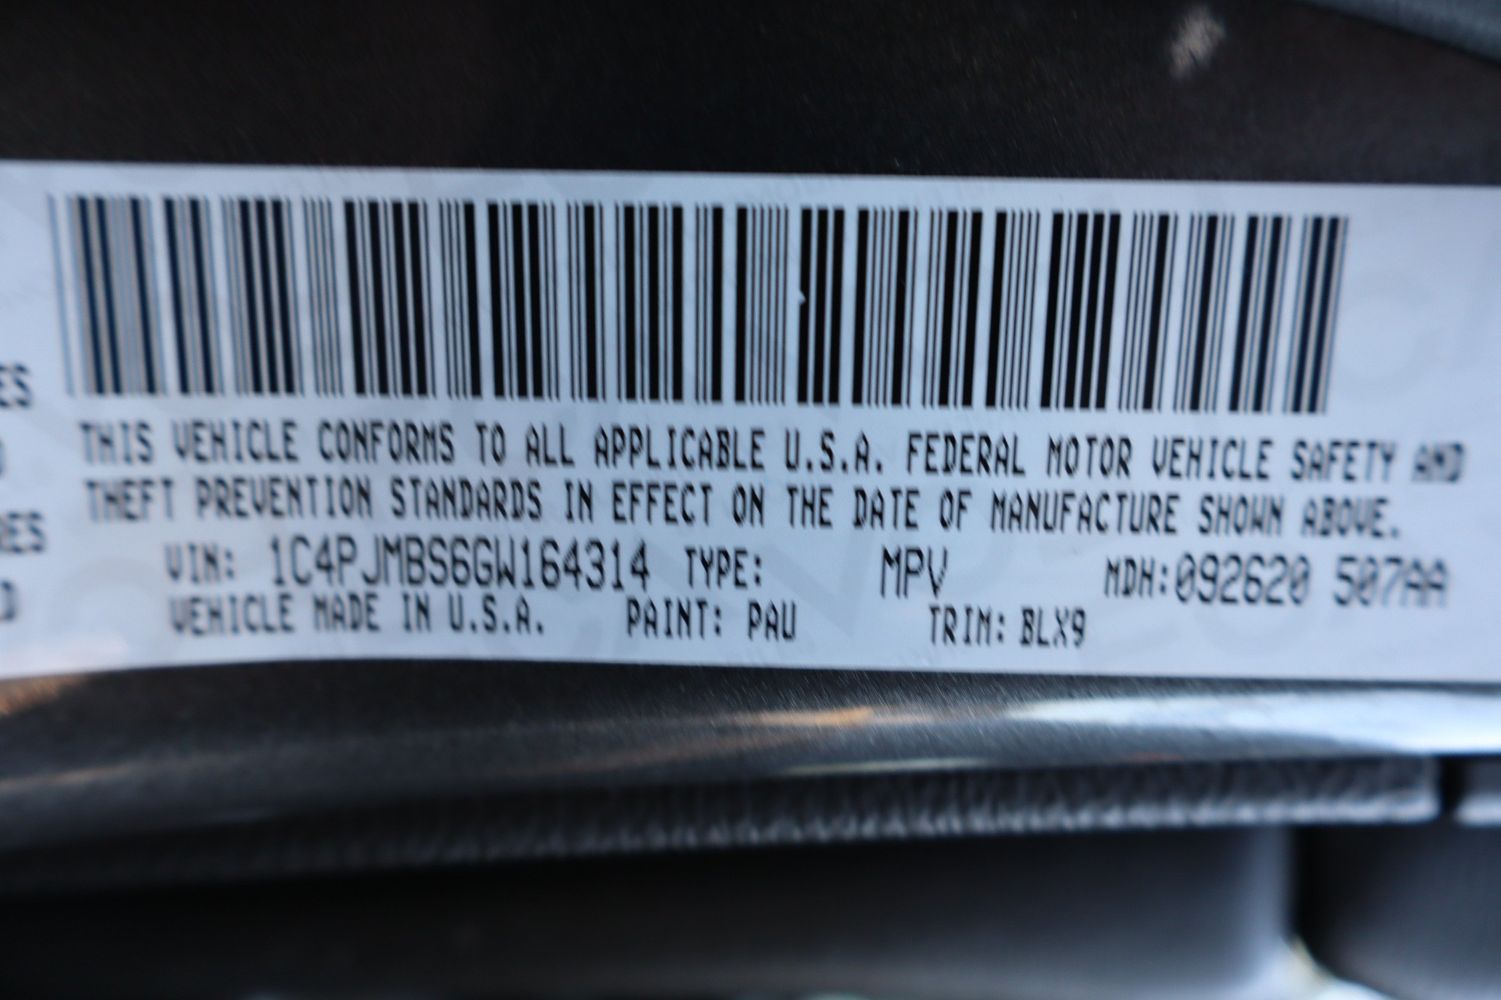 THIS VEHICLE CONFORMS TO ALL APPLICABLE U.S.A. FEDERAL MOTOR VEHICLE SAFETY AND
THEFT PREVENTION STANDARDS IN EFFECT ON THE DATE OF MANUFACTURE SHOWN ABOVE.
VIN: 1C4PJMBS6GW164314 TYPE: MPV MDH:092620 507AA
VEHICLE MADE IN U.S.A. PAINT: PAU TRIM: BLX9